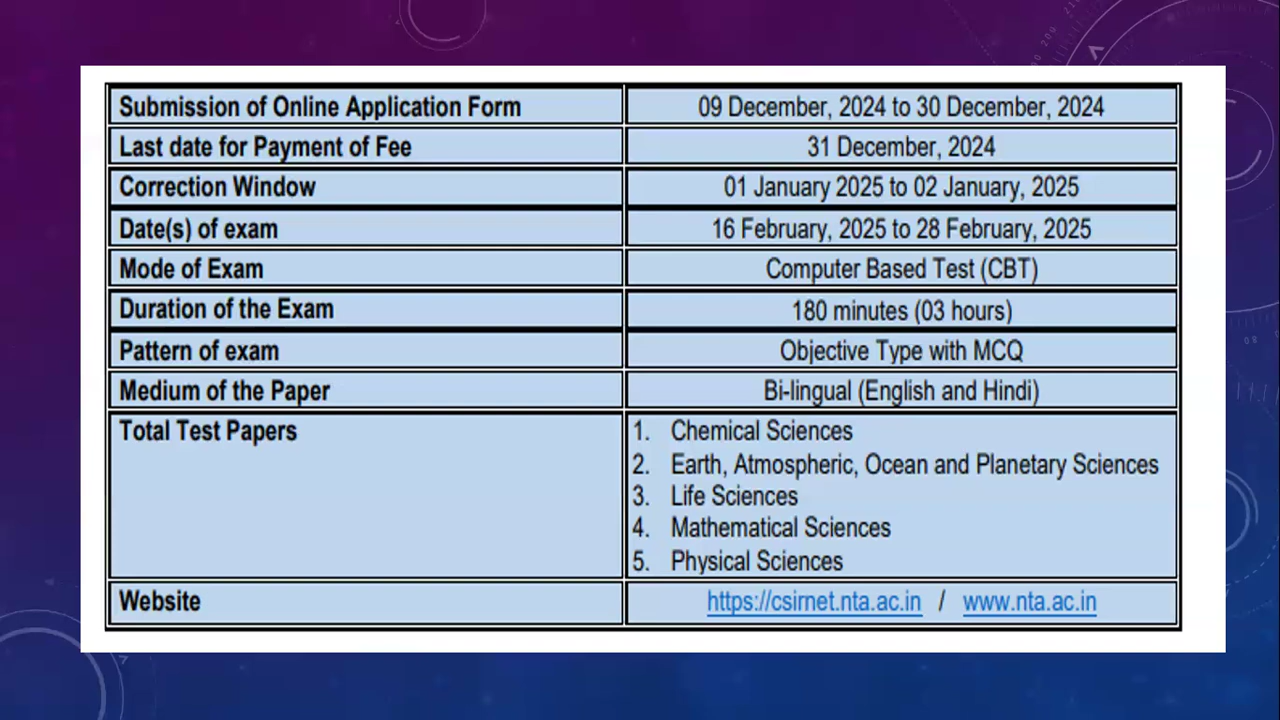 Submission of Online Application Form 09 December, 2024 to 30 December, 2024
Last date for Payment of Fee 31 December, 2024
Correction Window 01 January 2025 to 02 January, 2025
Date(s) of exam 16 February, 2025 to 28 February, 2025
Mode of Exam Computer Based Test (CBT)
Duration of the Exam 180 minutes (03 hours)
Pattern of exam Objective Type with MCQ
Medium of the Paper Bi-lingual (English and Hindi)
Total Test Papers 1. Chemical Sciences
2. Earth, Atmospheric, Ocean and Planetary Sciences
3. Life Sciences
4. Mathematical Sciences
5. Physical Sciences
Website https://csirnet.nta.ac.in / www.nta.ac.in